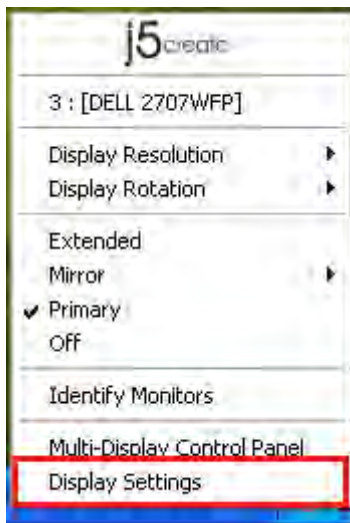 j5create
3 : [DELL 2707WFP]
Display Resolution
Display Rotation
Extended
Mirror
Primary
Off
Identify Monitors
Multi-Display Control Panel
Display Settings